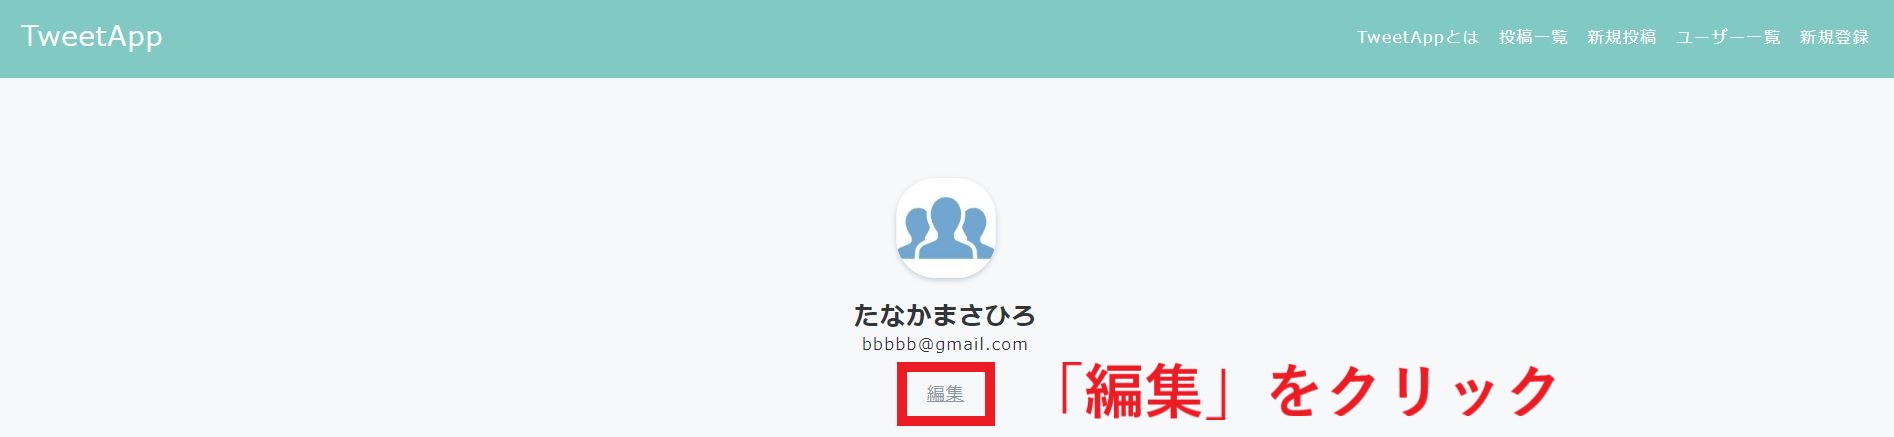 TweetApp
TweetAppとは 投稿一覧 新規投稿 ユーザー一覧 新規登録
たなかまさひろ
bbbbb@gmail.com
編集
「編集」をクリック